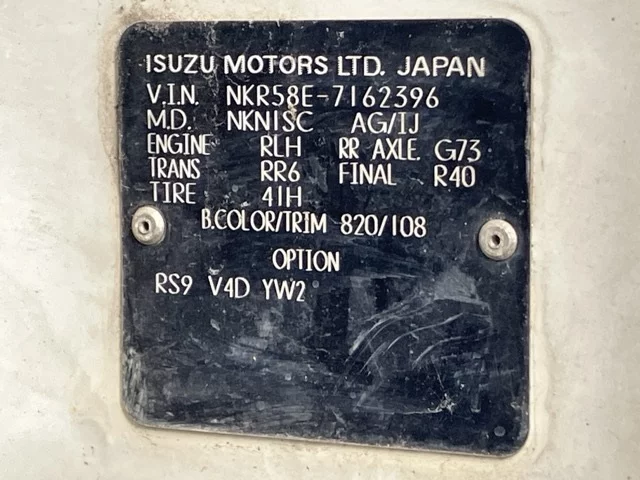 ISUZU MOTORS LTD. JAPAN
V.I.N. NKR58E-7162396
M.D. NKN1SC AG/IJ
ENGINE RLH RR AXLE. G73
TRANS RR6 FINAL R40
TIRE 41H
B.COLOR/TRIM 820/108
OPTION
RS9 V4D YW2